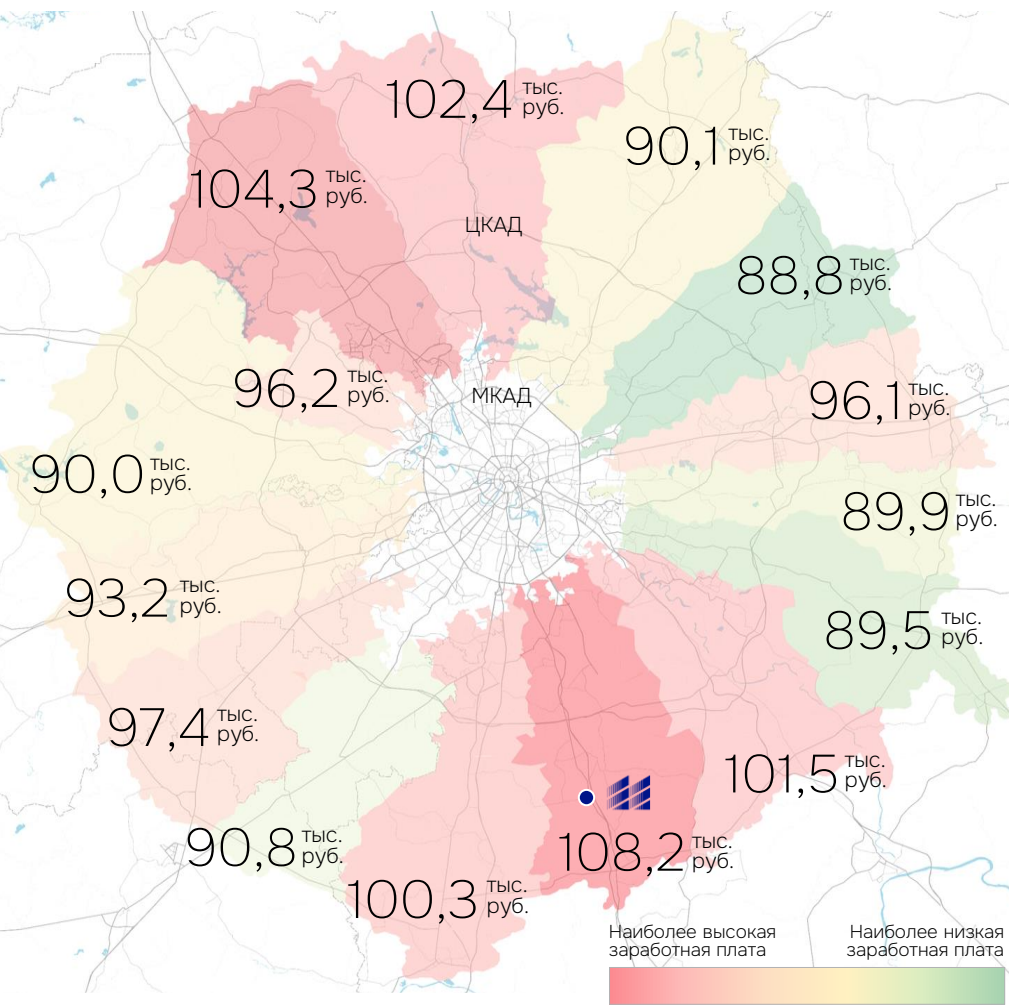 102,4 тыс. руб.
90,1 тыс. руб.
104,3 тыс. руб.
ЦКАД
88,8 тыс. руб.
96,2 тыс. руб.
МКАД
96,1 тыс. руб.
90,0 тыс. руб.
89,9 тыс. руб.
93,2 тыс. руб.
89,5 тыс. руб.
97,4 тыс. руб.
101,5 тыс. руб.
90,8 тыс. руб.
108,2 тыс. руб.
100,3 тыс. руб.
Наиболее высокая
заработная плата
Наиболее низкая
заработная плата